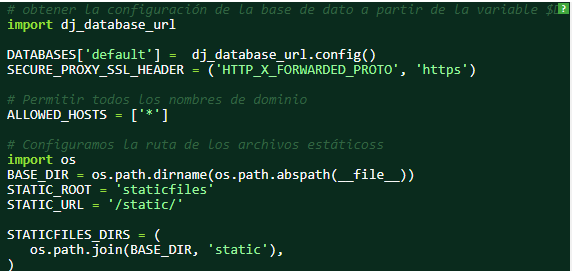 # obtener la configuración de la base de dato a partir de la variable
import dj_database_url
DATABASES['default'] =  dj_database_url.config()
SECURE_PROXY_SSL_HEADER = ('HTTP_X_FORWARDED_PROTO', 'https')
# Permitir todos los nombres de dominio
ALLOWED_HOSTS = ['*']
# Configuramos la ruta de los archivos estáticoss
import os
BASE_DIR = os.path.dirname(os.path.abspath(__file__))
STATIC_ROOT = 'staticfiles'
STATIC_URL = '/static/'
STATICFILES_DIRS = (
   os.path.join(BASE_DIR, 'static'),
)